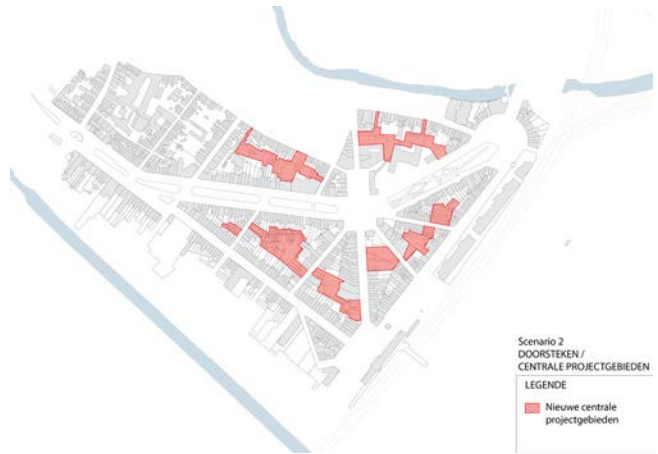 Scenario 2
DOORSTEKEN /
CENTRALE PROJECTGEBIEDEN
LEGENDE
Nieuwe centrale
projectgebieden